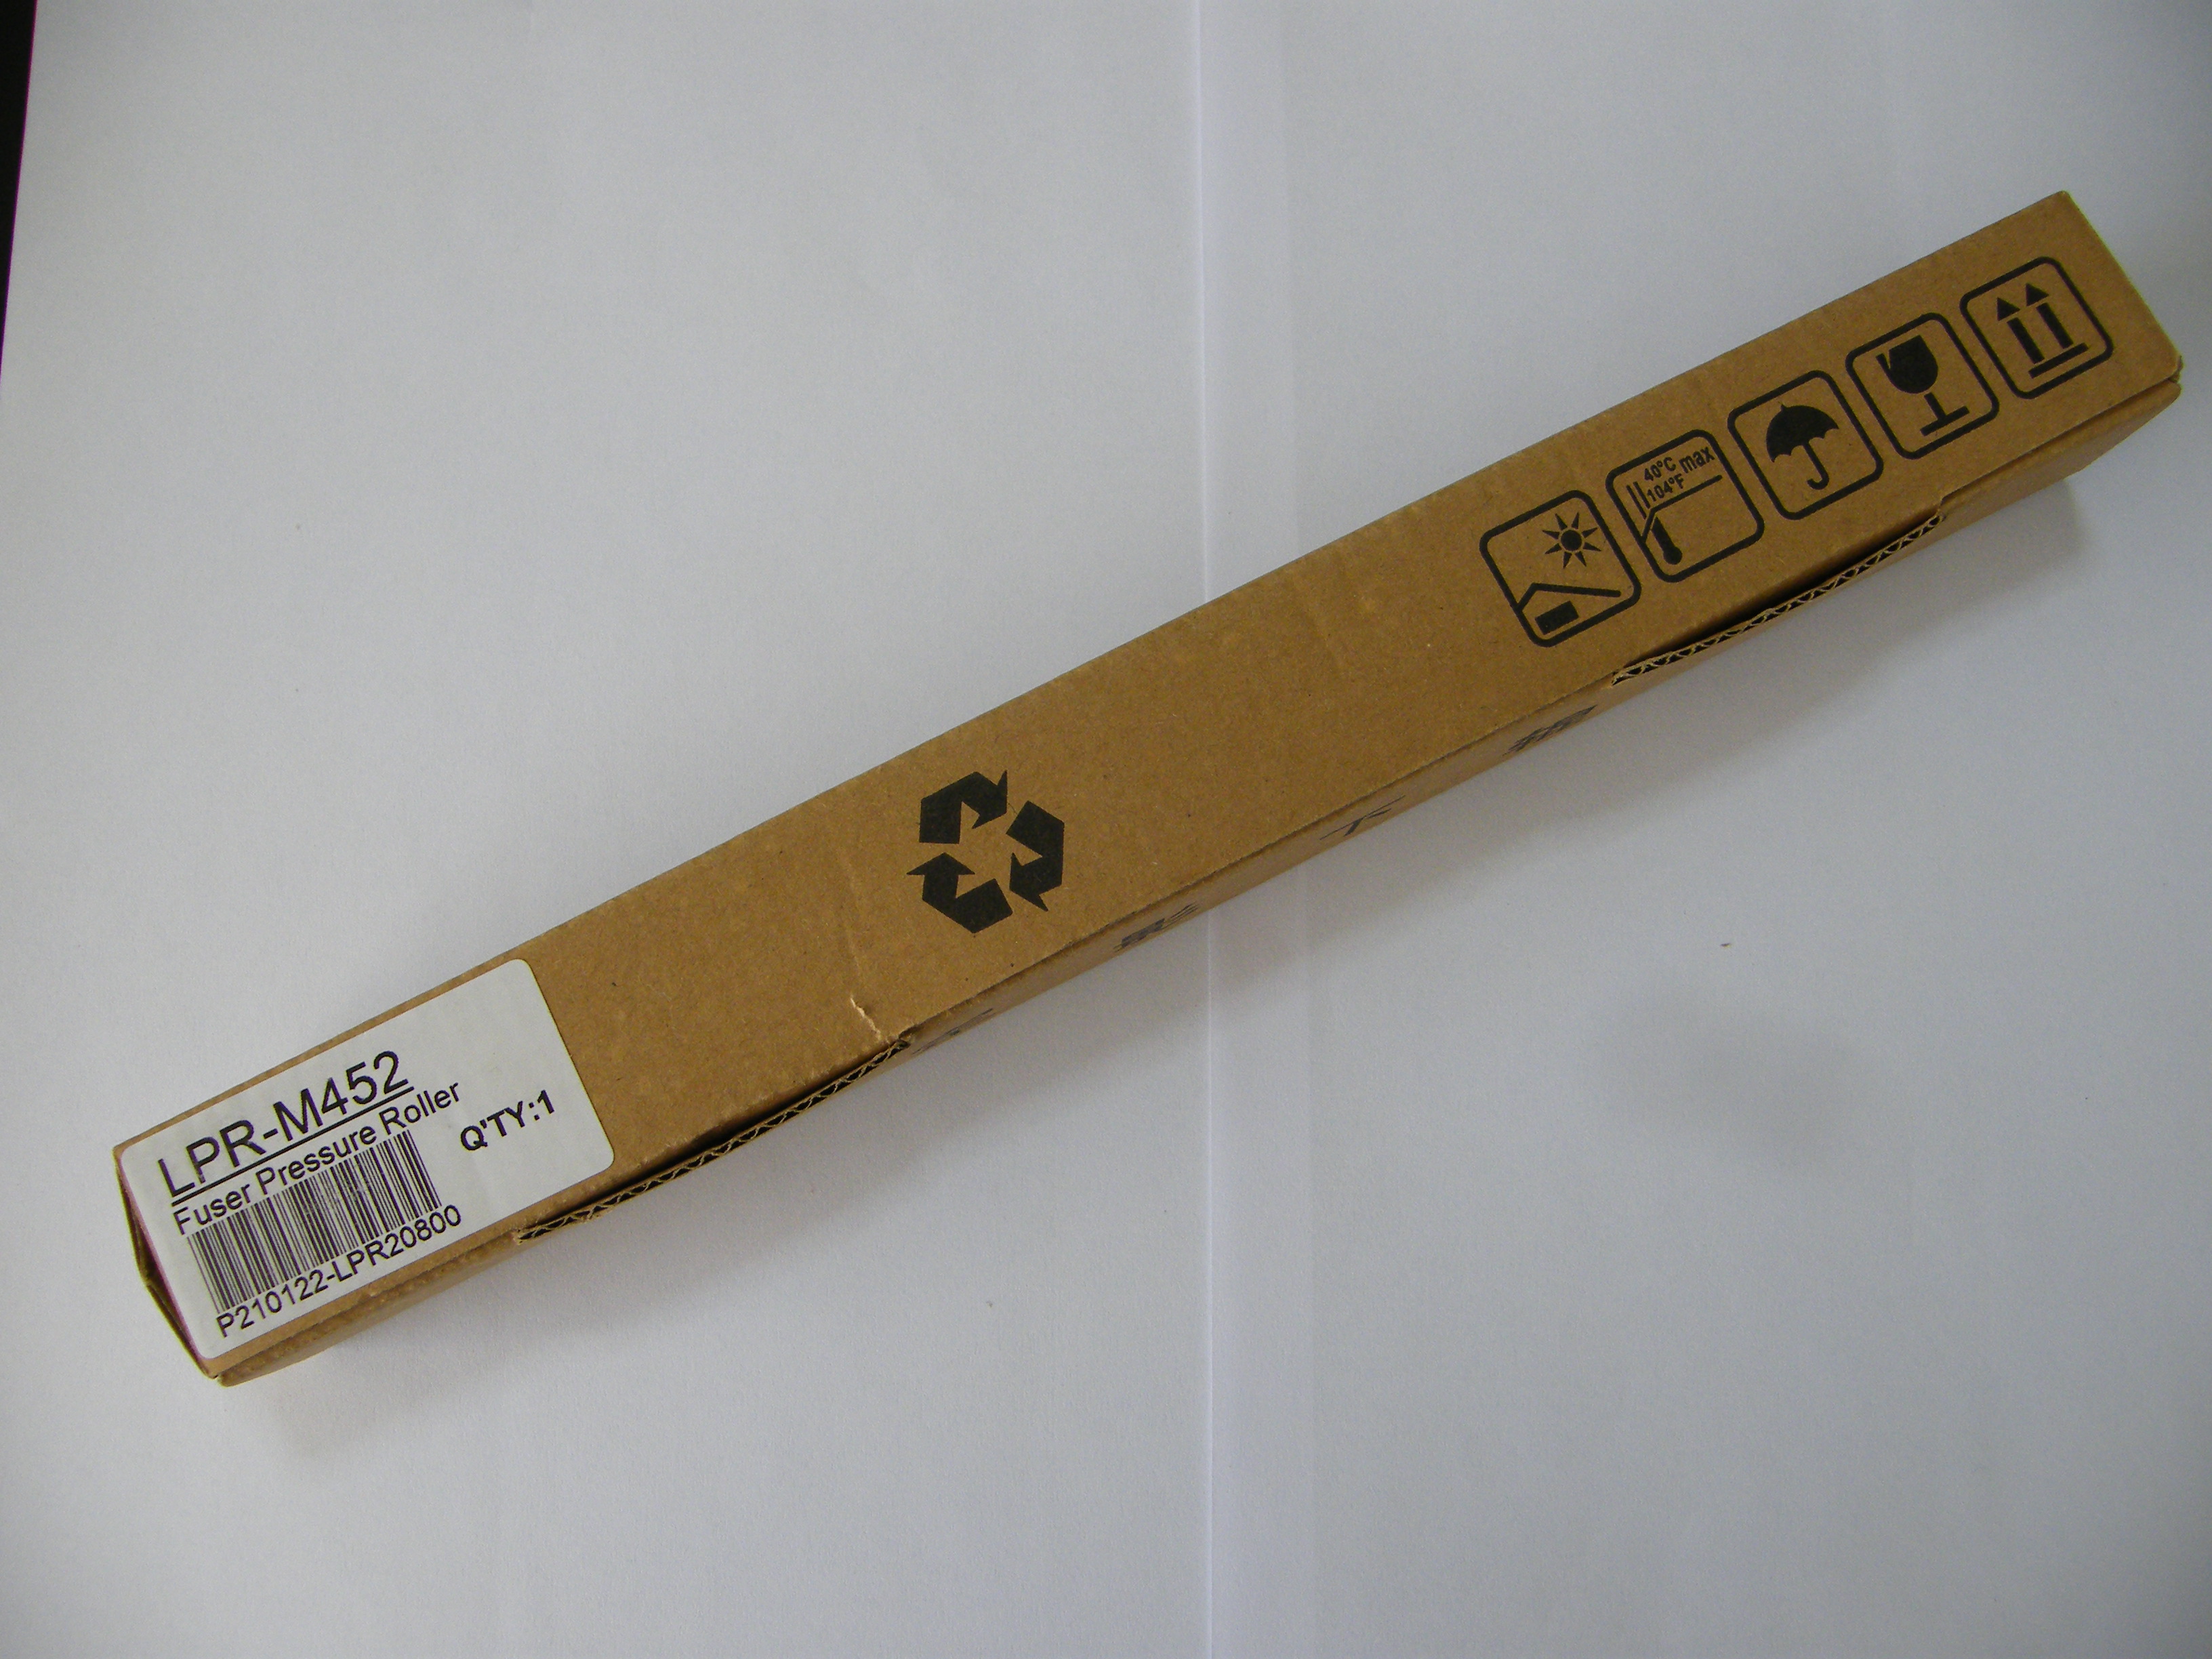 LPR-M452
Fuser Pressure Roller
Q'TY:1
P210122-LPR20800
40°C max
104°F